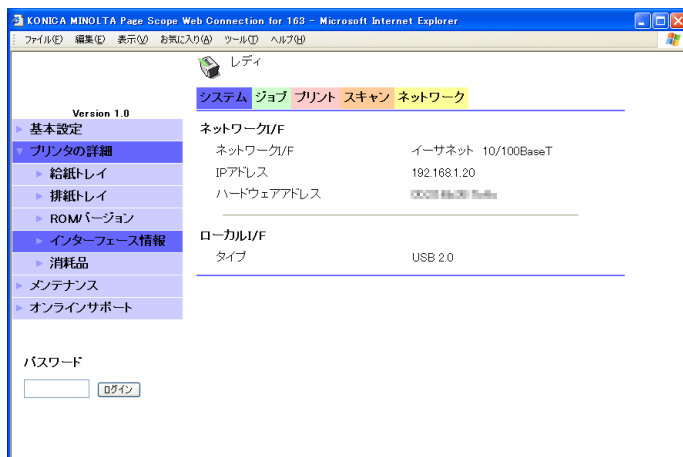 KONICA MINOLTA Page Scope Web Connection for 163 - Microsoft Internet Explorer
ファイル(F) 編集(E) 表示(V) お気に入り(A) ツール(T) ヘルプ(H)
レディ
システム ジョブ プリント スキャン ネットワーク
Version 1.0
基本設定
プリンタの詳細
給紙トレイ
排紙トレイ
ROMバージョン
インターフェース情報
消耗品
メンテナンス
オンラインサポート
パスワード
ログイン
ネットワークI/F
ネットワークI/F イーサネット 10/100BaseT
IPアドレス 192.168.1.20
ハードウェアアドレス
ローカルI/F
タイプ USB 2.0